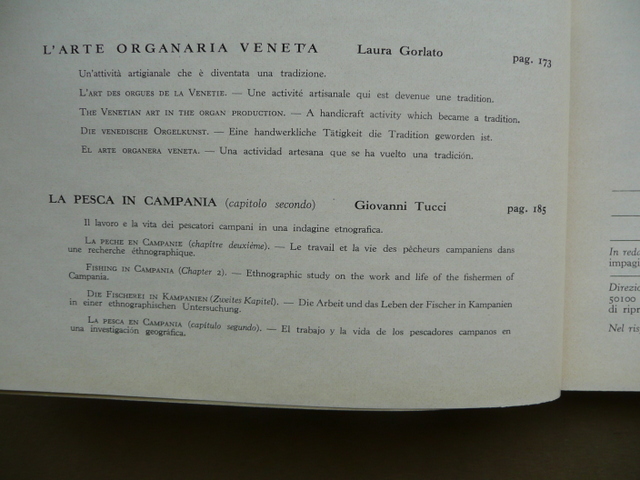 L'ARTE ORGANARIA VENETA Laura Gorlato pag. 173
Un'attività artigianale che è diventata una tradizione.
L'ART DES ORGUES DE LA VENETIE. — Une activité artisanale qui est devenue une tradition.
THE VENETIAN ART IN THE ORGAN PRODUCTION. — A handicraft activity which became a tradition.
DIE VENEDISCHE ORGELKUNST. — Eine handwerkliche Tätigkeit die Tradition geworden ist.
EL ARTE ORGANERA VENETA. — Una actividad artesana que se ha vuelto una tradición.
LA PESCA IN CAMPANIA (capitolo secondo) Giovanni Tucci pag. 185
Il lavoro e la vita dei pescatori campani in una indagine etnografica.
LA PECHE EN CAMPANIE (chapître deuxième). — Le travail et la vie des pêcheurs campaniens dans
une recherche éthnographique.
FISHING IN CAMPANIA (Chapter 2). — Ethnographic study on the work and life of the fishermen of
Campania.
DIE FISCHEREI IN KAMPANIEN (Zweites Kapitel). — Die Arbeit und das Leben der Fischer in Kampanien
in einer ethnographischen Untersuchung.
LA PESCA EN CAMPANIA (capítulo segundo). — El trabajo y la vida de los pescadores campanos en
una investigación geográfica.
In redo
impagi
Direzio
50100
di ripr
Nel ris